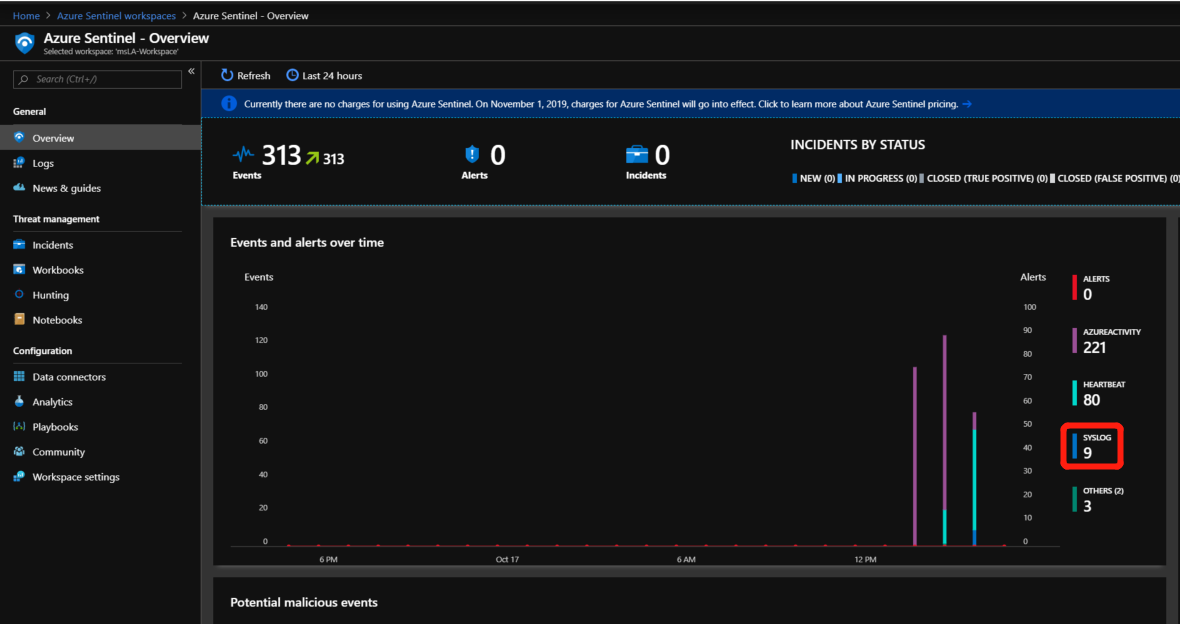 Home > Azure Sentinel workspaces > Azure Sentinel - Overview
Azure Sentinel - Overview
Selected workspace: 'msLA-Workspace'
Search (Ctrl+/)
«
General
Overview
Logs
News & guides
Threat management
Incidents
Workbooks
Hunting
Notebooks
Configuration
Data connectors
Analytics
Playbooks
Community
Workspace settings
Refresh
Last 24 hours
Currently there are no charges for using Azure Sentinel. On November 1, 2019, charges for Azure Sentinel will go into effect. Click to learn more about Azure Sentinel pricing. →
313 313
Events
0
Alerts
0
Incidents
INCIDENTS BY STATUS
NEW (0) IN PROGRESS (0) CLOSED (TRUE POSITIVE) (0) CLOSED (FALSE POSITIVE) (0)
Events and alerts over time
Events
140
120
100
80
60
40
20
0
6 PM
Oct 17
6 AM
12 PM
Alerts
100
90
80
70
60
50
40
30
20
10
0
ALERTS
0
AZUREACTIVITY
221
HEARTBEAT
80
SYSLOG
9
OTHERS (2)
3
Potential malicious events